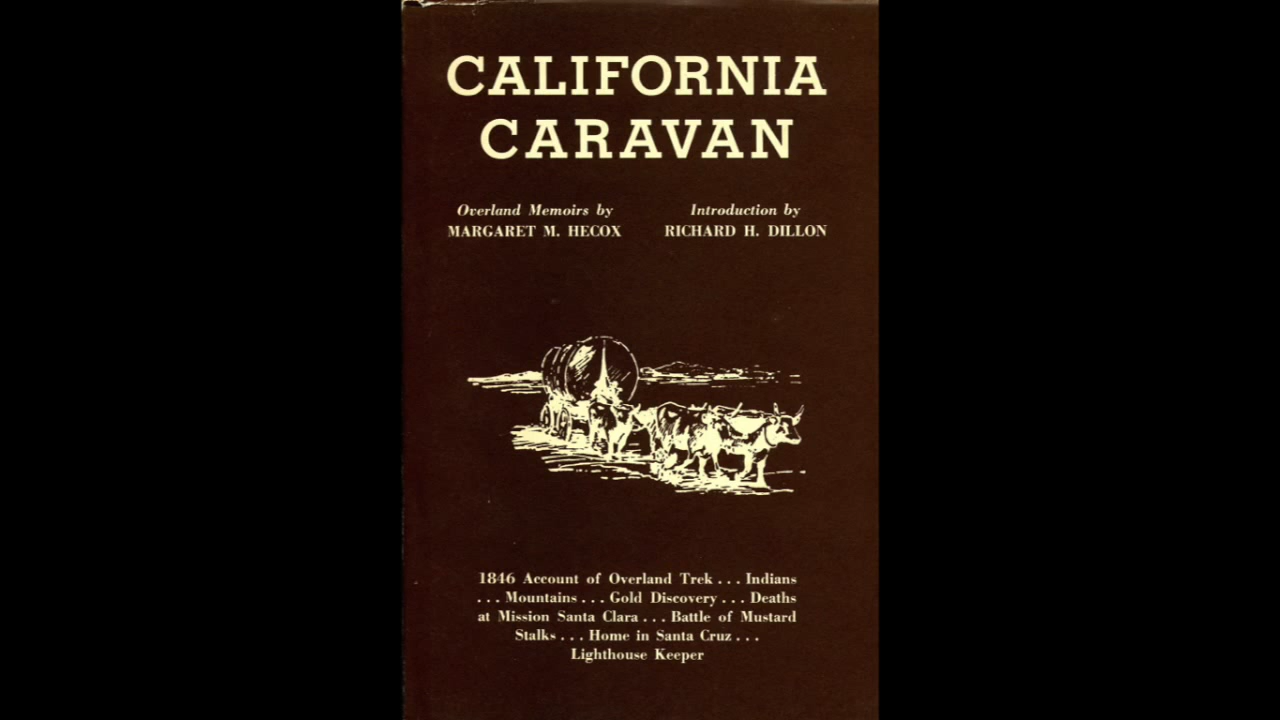 CALIFORNIA
CARAVAN
Overland Memoirs by
MARGARET M. HECOX
Introduction by
RICHARD H. DILLON
1846 Account of Overland Trek . . . Indians
. . . Mountains . . . Gold Discovery . . . Deaths
at Mission Santa Clara . . . Battle of Mustard
Stalks . . . Home in Santa Cruz . . .
Lighthouse Keeper